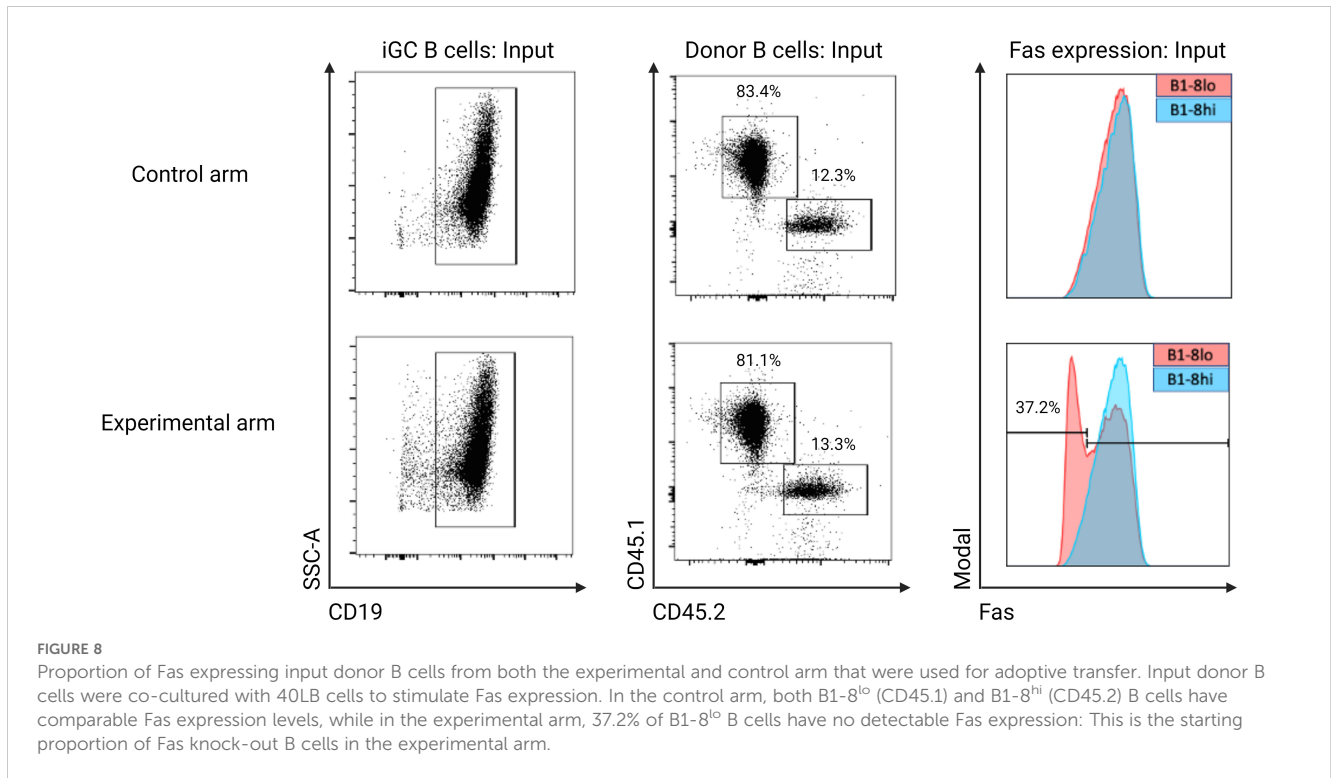 iGC B cells: Input
Donor B cells: Input
Fas expression: Input
Control arm
83.4%
12.3%
B1-8lo
B1-8hi
Experimental arm
81.1%
13.3%
37.2%
B1-8lo
B1-8hi
SSC-A
CD19
CD45.1
CD45.2
Modal
Fas
FIGURE 8
Proportion of Fas expressing input donor B cells from both the experimental and control arm that were used for adoptive transfer. Input donor B
cells were co-cultured with 40LB cells to stimulate Fas expression. In the control arm, both B1-8lo (CD45.1) and B1-8hi (CD45.2) B cells have
comparable Fas expression levels, while in the experimental arm, 37.2% of B1-8lo B cells have no detectable Fas expression: This is the starting
proportion of Fas knock-out B cells in the experimental arm.